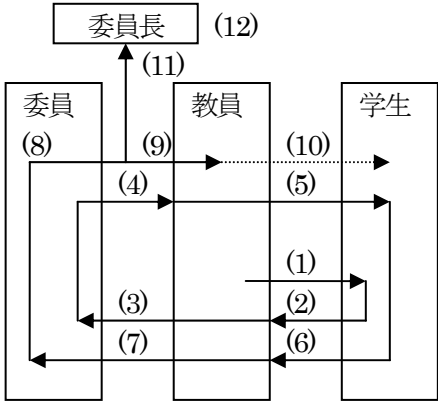 委員長 (12)
(11)
委員 教員 学生
(8) (9) (10)
(4) (5)
(1)
(3) (2)
(7) (6)